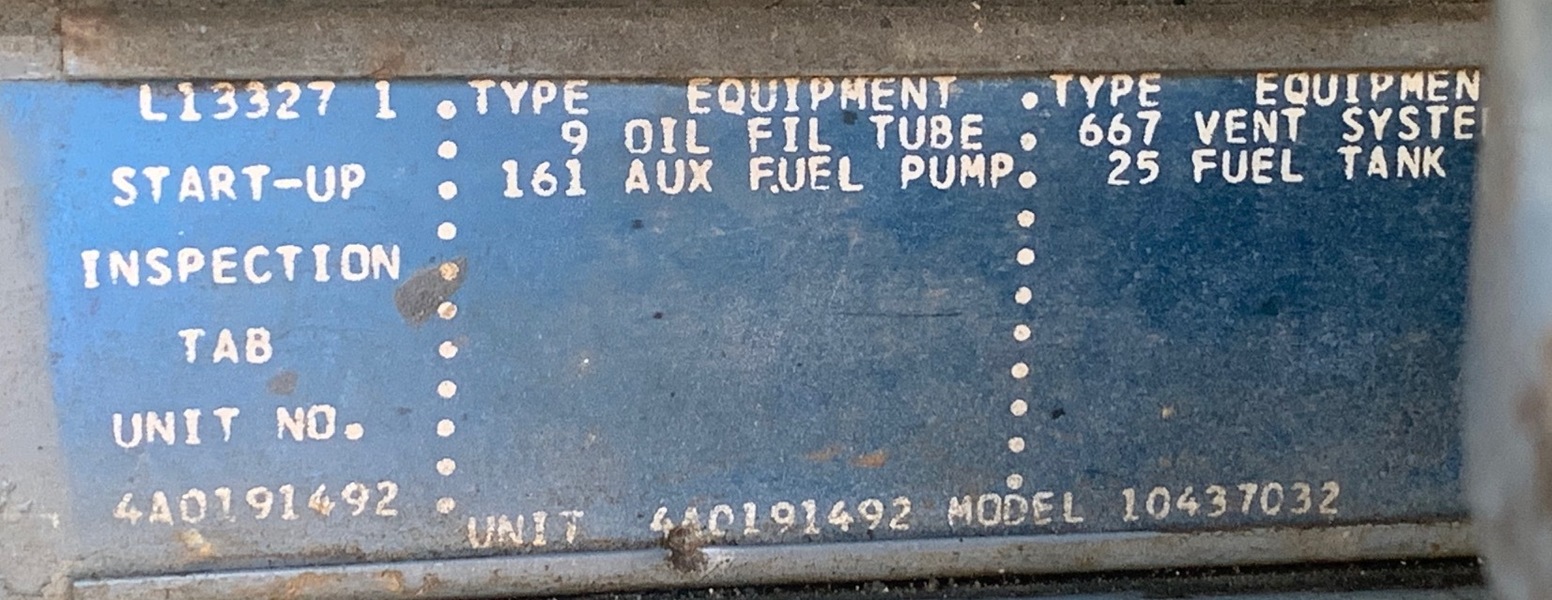 L13327 1
START-UP
INSPECTION
TAB
UNIT NO.
4A0191492
TYPE EQUIPMENT
9 OIL FIL TUBE
161 AUX FUEL PUMP
TYPE EQUIPMEN
667 VENT SYSTE
25 FUEL TANK
UNIT 4A0191492 MODEL 10437032